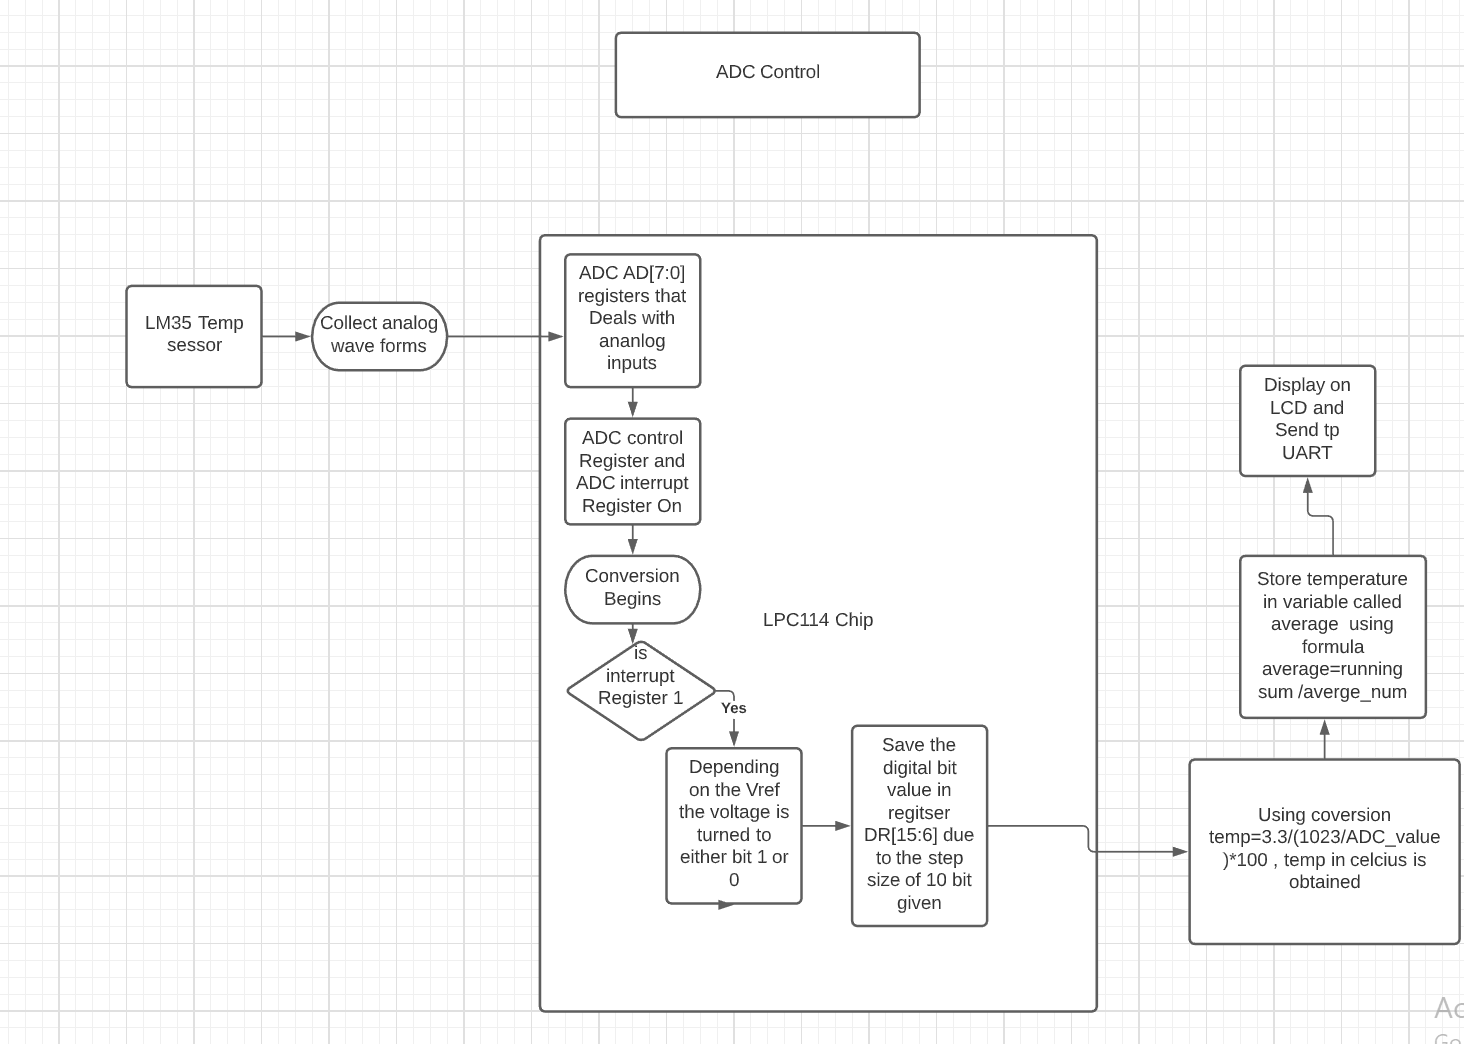 ADC Control
LM35 Temp
sessor
Collect analog
wave forms
ADC AD[7:0]
registers that
Deals with
ananlog
inputs
ADC control
Register and
ADC interrupt
Register On
Conversion
Begins
LPC114 Chip
is
interrupt
Register 1
Yes
Depending
on the Vref
the voltage is
turned to
either bit 1 or
0
Save the
digital bit
value in
regitser
DR[15:6] due
to the step
size of 10 bit
given
Using coversion
temp=3.3/(1023/ADC_value
)*100 , temp in celcius is
obtained
Store temperature
in variable called
average using
formula
average=running
sum /averge_num
Display on
LCD and
Send tp
UART